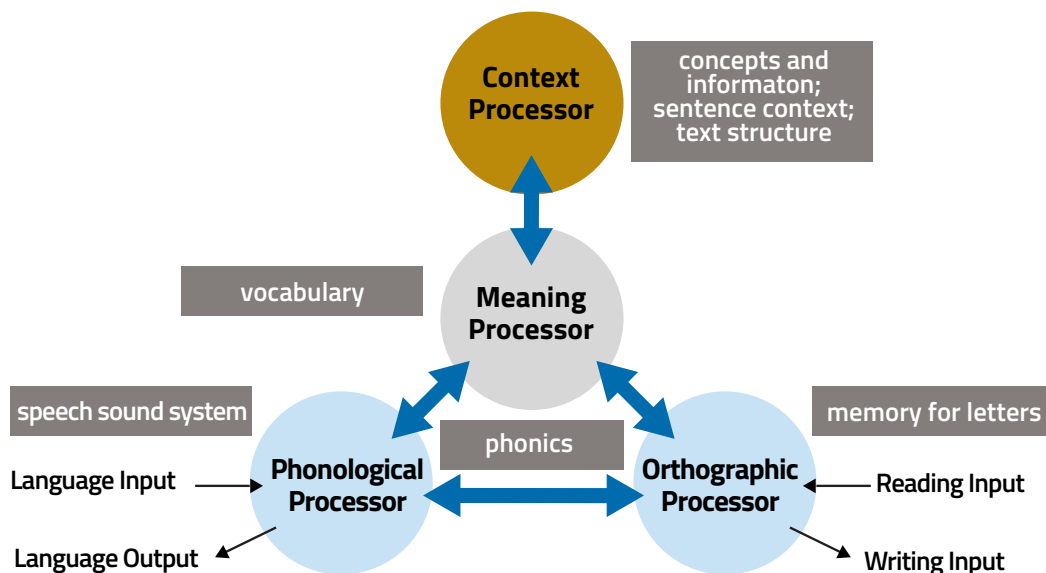 Context
Processor
concepts and
informaton;
sentence context;
text structure
vocabulary
Meaning
Processor
speech sound system
phonics
memory for letters
Phonological
Processor
Orthographic
Processor
Language Input
Reading Input
Language Output
Writing Input